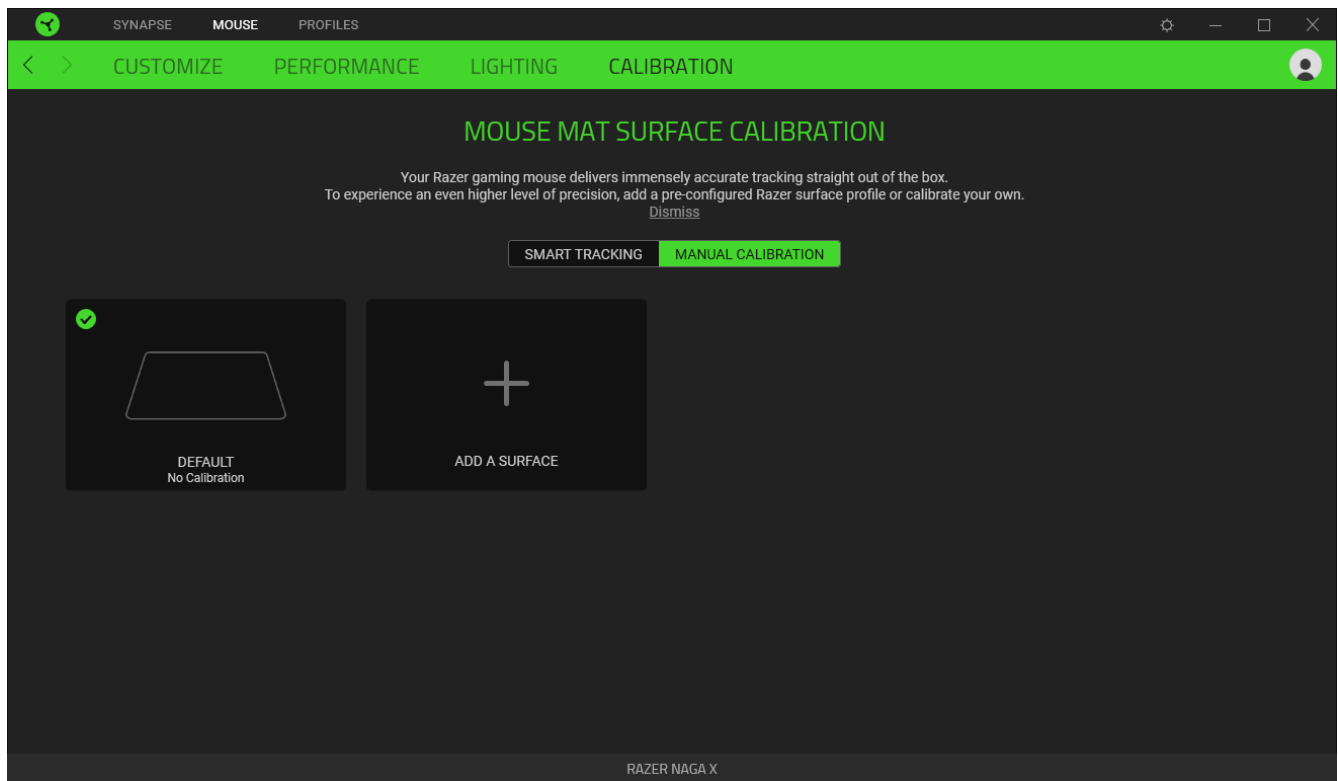 SYNAPSE MOUSE PROFILES
CUSTOMIZE PERFORMANCE LIGHTING CALIBRATION
MOUSE MAT SURFACE CALIBRATION
Your Razer gaming mouse delivers immensely accurate tracking straight out of the box.
To experience an even higher level of precision, add a pre-configured Razer surface profile or calibrate your own.
Dismiss
SMART TRACKING MANUAL CALIBRATION
DEFAULT
No Calibration
ADD A SURFACE
RAZER NAGA X